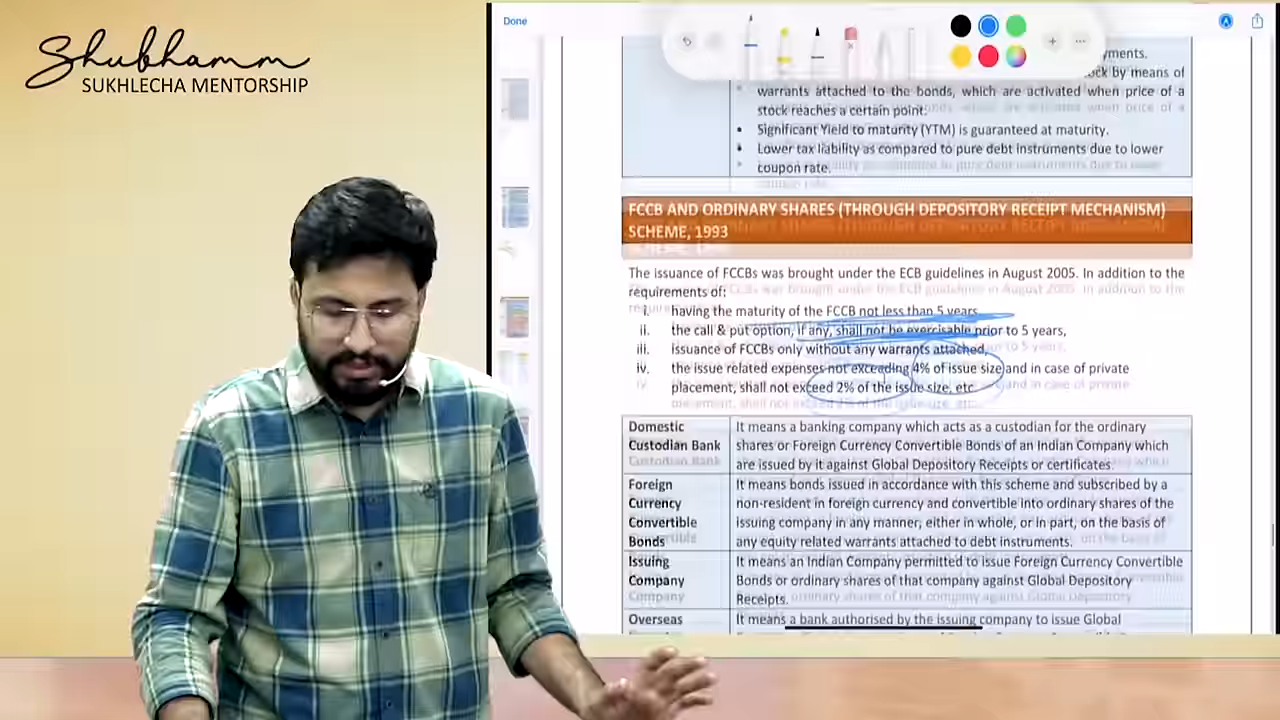 Shubhamm
SUKHLECHA MENTORSHIP
Done
ments.
ock by means of
warrants attached to the bonds, which are activated when price of a
stock reaches a certain point.
• Significant Yield to maturity (YTM) is guaranteed at maturity.
• Lower tax liability as compared to pure debt instruments due to lower
coupon rate.
FCCB AND ORDINARY SHARES (THROUGH DEPOSITORY RECEIPT MECHANISM)
SCHEME, 1993
The issuance of FCCBs was brought under the ECB guidelines in August 2005. In addition to the
requirements of:
i. having the maturity of the FCCB not less than 5 years
ii. the call & put option, if any, shall not be exercisable prior to 5 years,
iii. issuance of FCCBs only without any warrants attached,
iv. the issue related expenses not exceeding 4% of issue size and in case of private
placement, shall not exceed 2% of the issue size, etc.
Domestic
Custodian Bank
It means a banking company which acts as a custodian for the ordinary
shares or Foreign Currency Convertible Bonds of an Indian Company which
are issued by it against Global Depository Receipts or certificates.
Foreign
Currency
Convertible
Bonds
It means bonds issued in accordance with this scheme and subscribed by a
non-resident in foreign currency and convertible into ordinary shares of the
issuing company in any manner, either in whole, or in part, on the basis of
any equity related warrants attached to debt instruments.
Issuing
Company
It means an Indian Company permitted to issue Foreign Currency Convertible
Bonds or ordinary shares of that company against Global Depository
Receipts.
Overseas
It means a bank authorised by the issuing company to issue Global